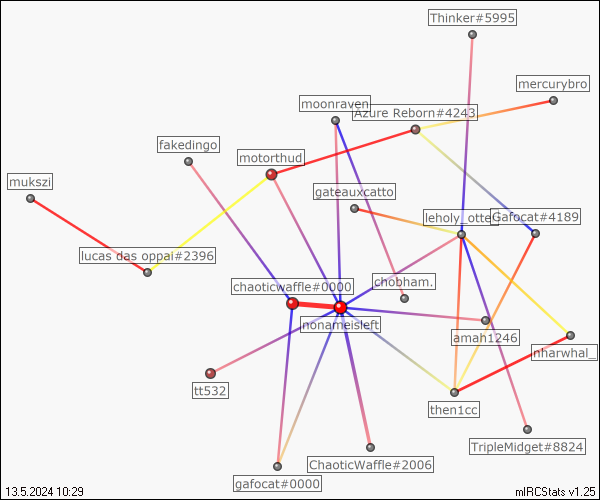 Thinker#5995
mercurybro
moonraven
Azure Reborn#4243
fakedingo
motorthud
mukszi
gateauxcatto
leholy_otte
Gafocat#4189
lucas das oppai#2396
chaoticwaffle#0000
chobham.
nonameisleft
amah1246
nharwhal_
tt532
then1cc
TripleMidget#8824
ChaoticWaffle#2006
gafocat#0000
13.5.2024 10:29
mIRCStats v1.25